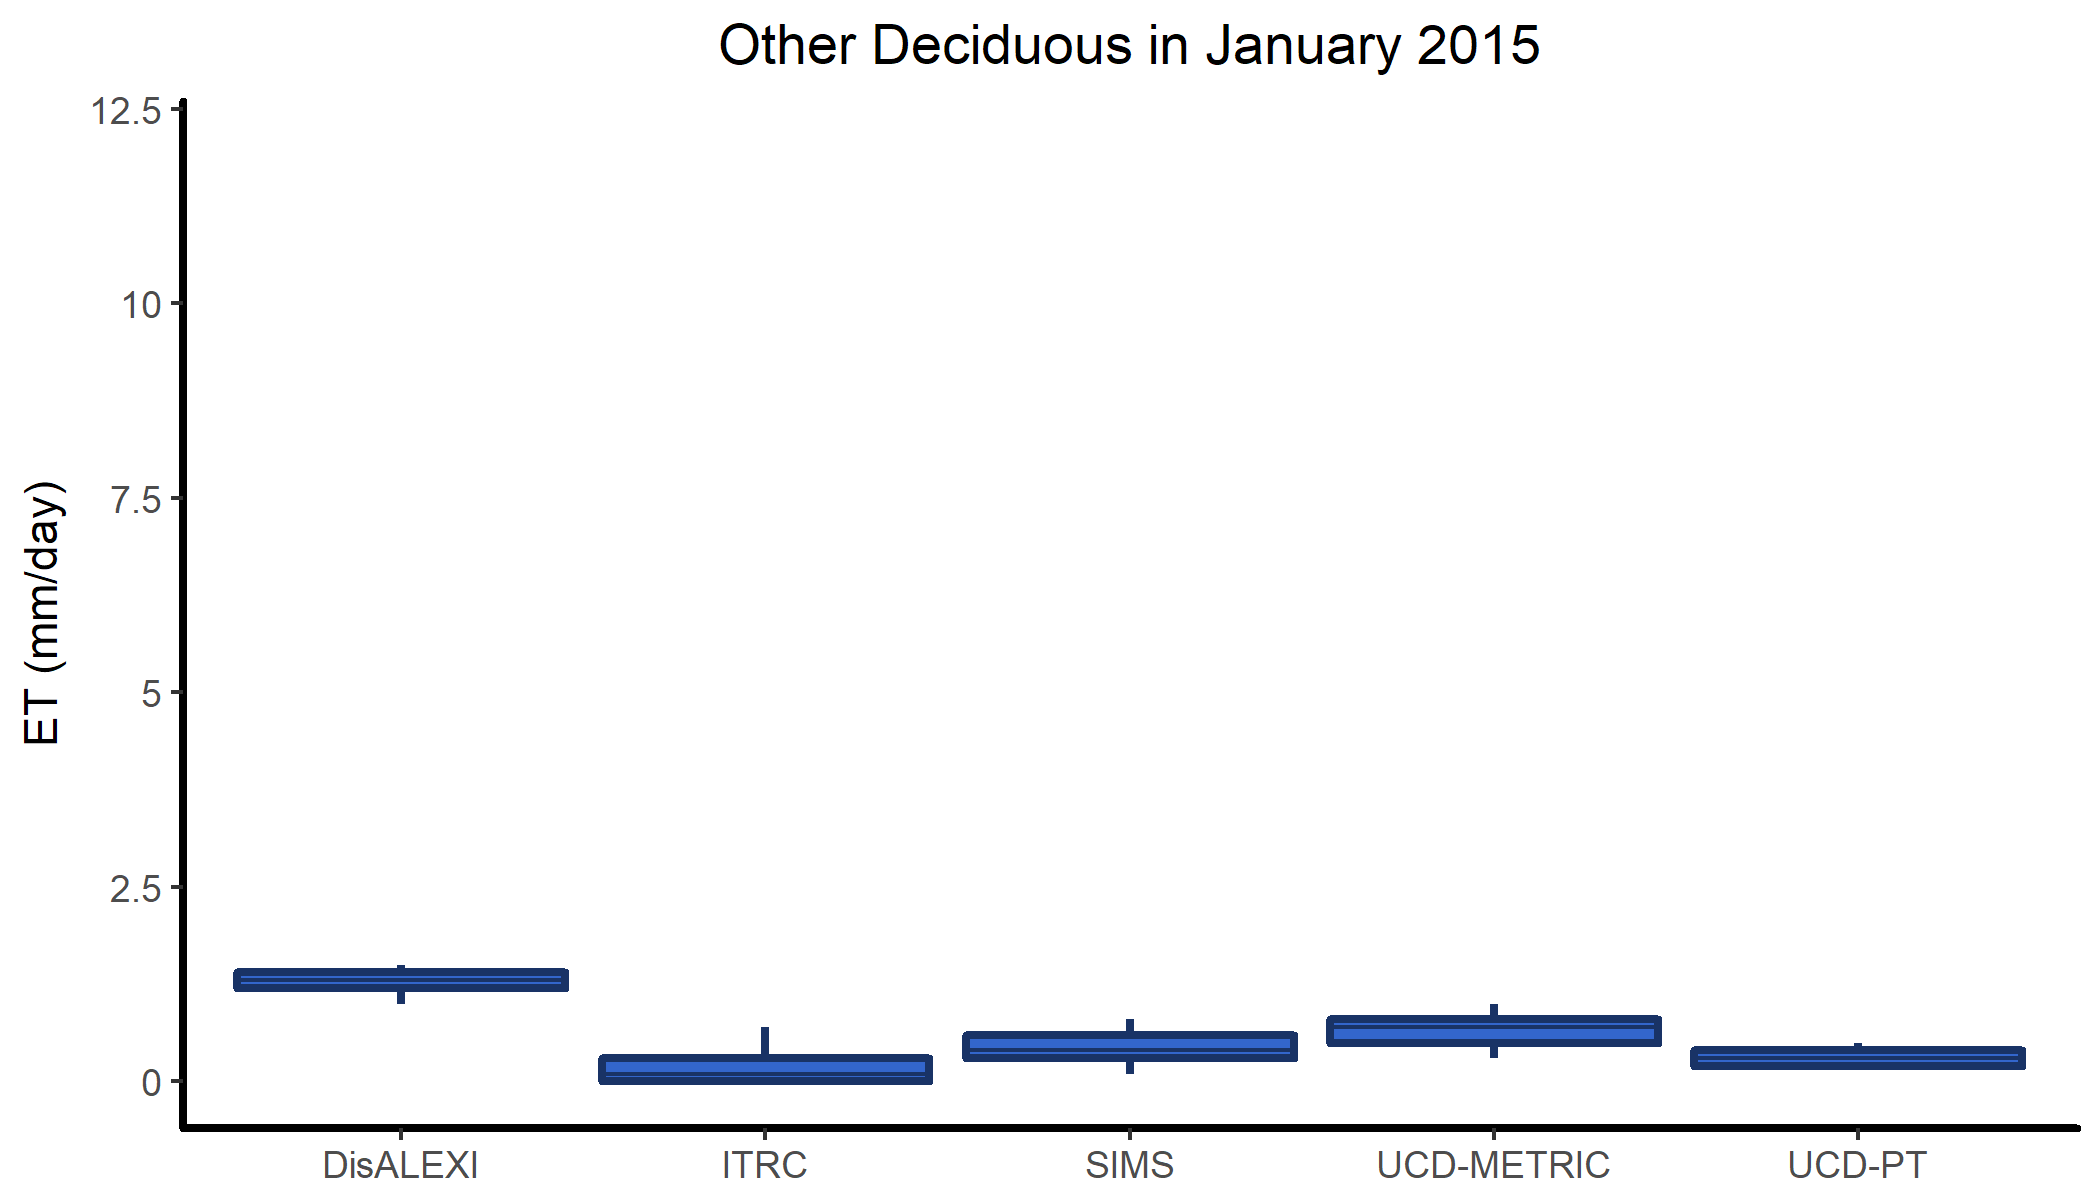 Other Deciduous in January 2015
12.5
10
7.5
5
2.5
0
ET (mm/day)
DisALEXI ITRC SIMS UCD-METRIC UCD-PT